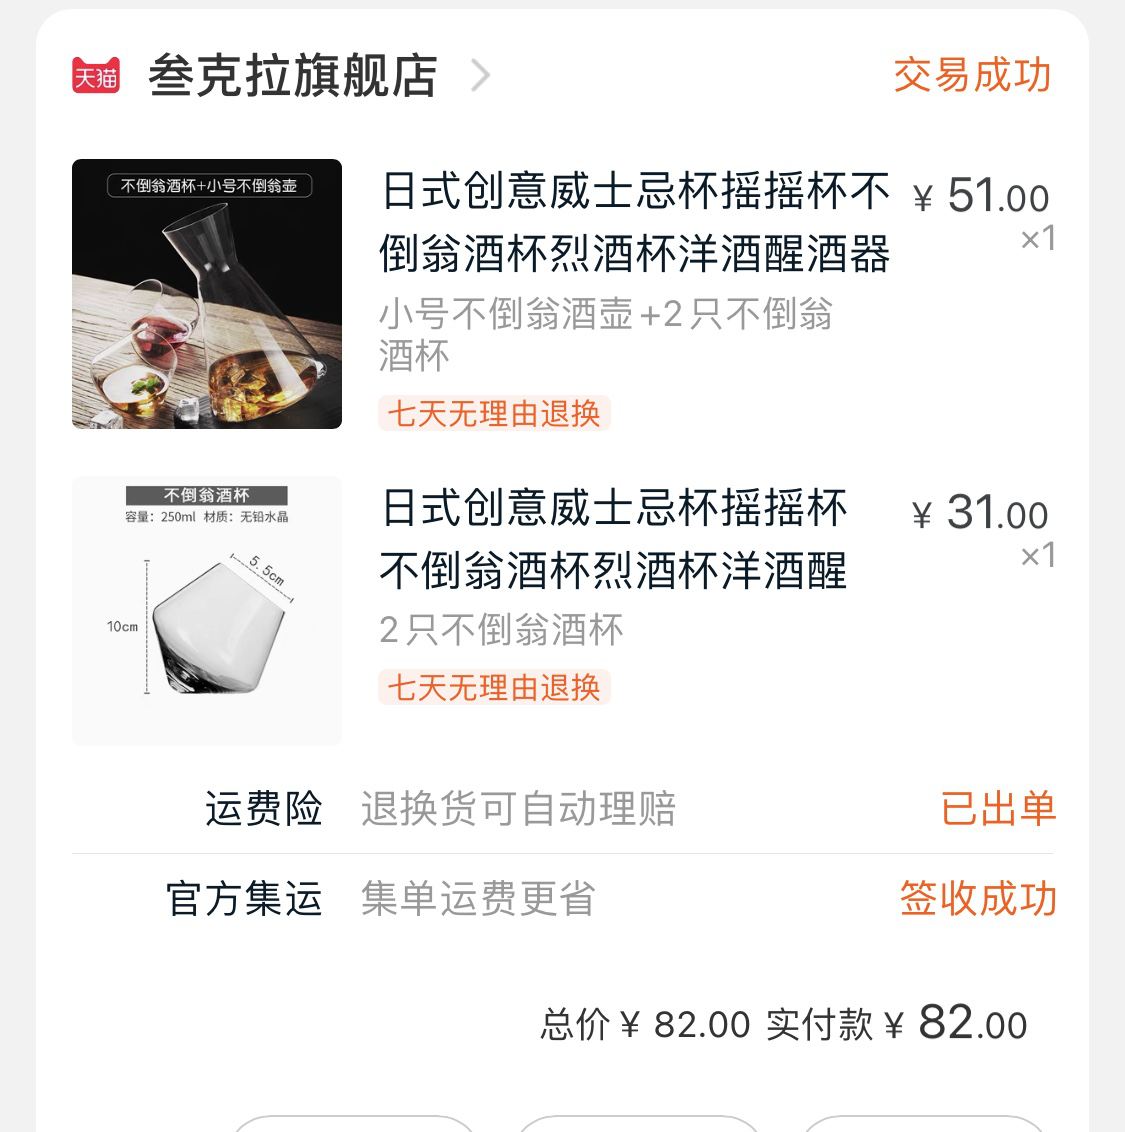 天猫 叁克拉旗舰店 交易成功
不倒翁酒杯+小号不倒翁壶
日式创意威士忌杯摇摇杯不 ¥ 51.00
倒翁酒杯烈酒杯洋酒醒酒器 ×1
小号不倒翁酒壶+2只不倒翁
酒杯
七天无理由退换
不倒翁酒杯
容量：250ml 材质：无铅水晶
5.5cm
10cm
日式创意威士忌杯摇摇杯 ¥ 31.00
不倒翁酒杯烈酒杯洋酒醒 ×1
2只不倒翁酒杯
七天无理由退换
运费险 退换货可自动理赔 已出单
官方集运 集单运费更省 签收成功
总价 ¥ 82.00 实付款 ¥ 82.00